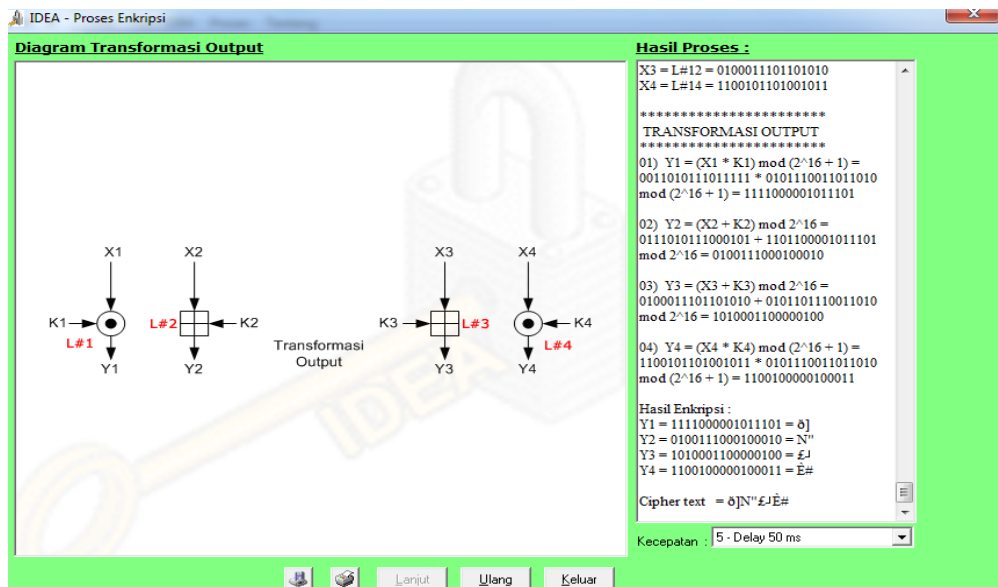 IDEA - Proses Enkripsi
Diagram Transformasi Output
Hasil Proses :
X3 = L#12 = 0100011101101010
X4 = L#14 = 1100101101001011
************************
TRANSFORMASI OUTPUT
************************
01) Y1 = (X1 * K1) mod (2^16 + 1) =
0011010111011111 * 0101110011011010
mod (2^16 + 1) = 1111000001011101
02) Y2 = (X2 + K2) mod 2^16 =
0111010111000101 + 1101100001011101
mod 2^16 = 0100111000100010
03) Y3 = (X3 + K3) mod 2^16 =
0100011101101010 + 0101101110011010
mod 2^16 = 1010001100000100
04) Y4 = (X4 * K4) mod (2^16 + 1) =
1100101101001011 * 0101110011011010
mod (2^16 + 1) = 1100100000100011
Hasil Enkripsi :
Y1 = 1111000001011101 = ð]
Y2 = 0100111000100010 = N"
Y3 = 1010001100000100 = £┘
Y4 = 1100100000100011 = È#
Cipher text = ð]N"£┘È#
X1 X2 X3 X4
K1 L#2 K2 K3 L#3 K4
L#1 L#4
Transformasi
Output
Y1 Y2 Y3 Y4
IDEA
Kecepatan : 5 - Delay 50 ms
Lanjut Ulang Keluar